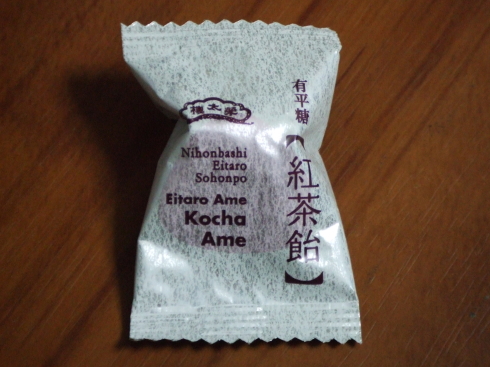 樓太榮
Nihonbashi
Eitaro
Sohonpo
Eitaro Ame
Kocha
Ame
有平糖
【紅茶飴】